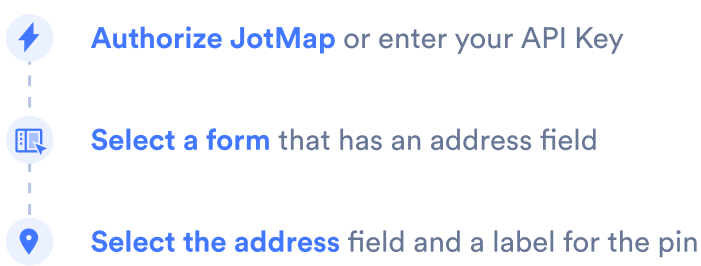 Authorize JotMap or enter your API Key
Select a form that has an address field
Select the address field and a label for the pin